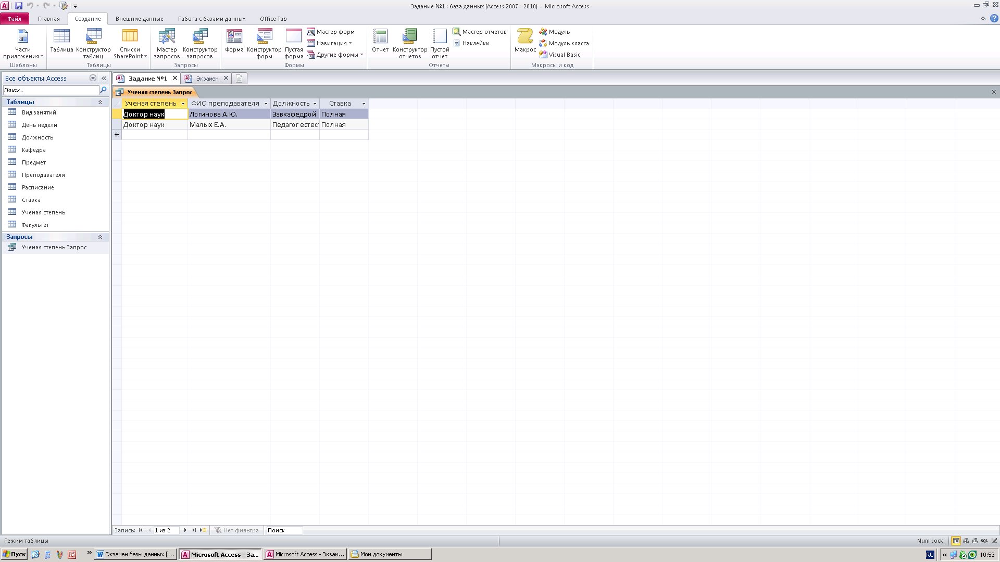 Задание №1 : база данных (Access 2007 - 2010) - Microsoft Access
Файл Главная Создание Внешние данные Работа с базами данных Office Tab
Части приложения
Шаблоны
Таблица
Конструктор таблиц
Списки SharePoint
Таблицы
Мастер запросов
Конструктор запросов
Запросы
Форма
Конструктор форм
Пустая форма
Мастер форм
Навигация
Другие формы
Формы
Отчет
Конструктор отчетов
Пустой отчет
Мастер отчетов
Наклейки
Отчеты
Макрос
Модуль
Модуль класса
Visual Basic
Макросы и код
Все объекты Access
Поиск...
Таблицы
Вид занятий
День недели
Должность
Кафедра
Предмет
Преподаватели
Расписание
Ставка
Ученая степень
Факультет
Запросы
Ученая степень Запрос
Задание №1 Экзамен
Ученая степень Запрос
Ученая степень ФИО преподавателя Должность Ставка
Доктор наук Логинова А.Ю. Завкафедрой Полная
Доктор наук Малых Е.А. Педагог естес Полная
Запись: 1 из 2 Нет фильтра Поиск
Режим таблицы Num Lock SQL
Пуск Экзамен базы данных [... Microsoft Access - За... Microsoft Access - Экзам... Мои документы RU 10:53